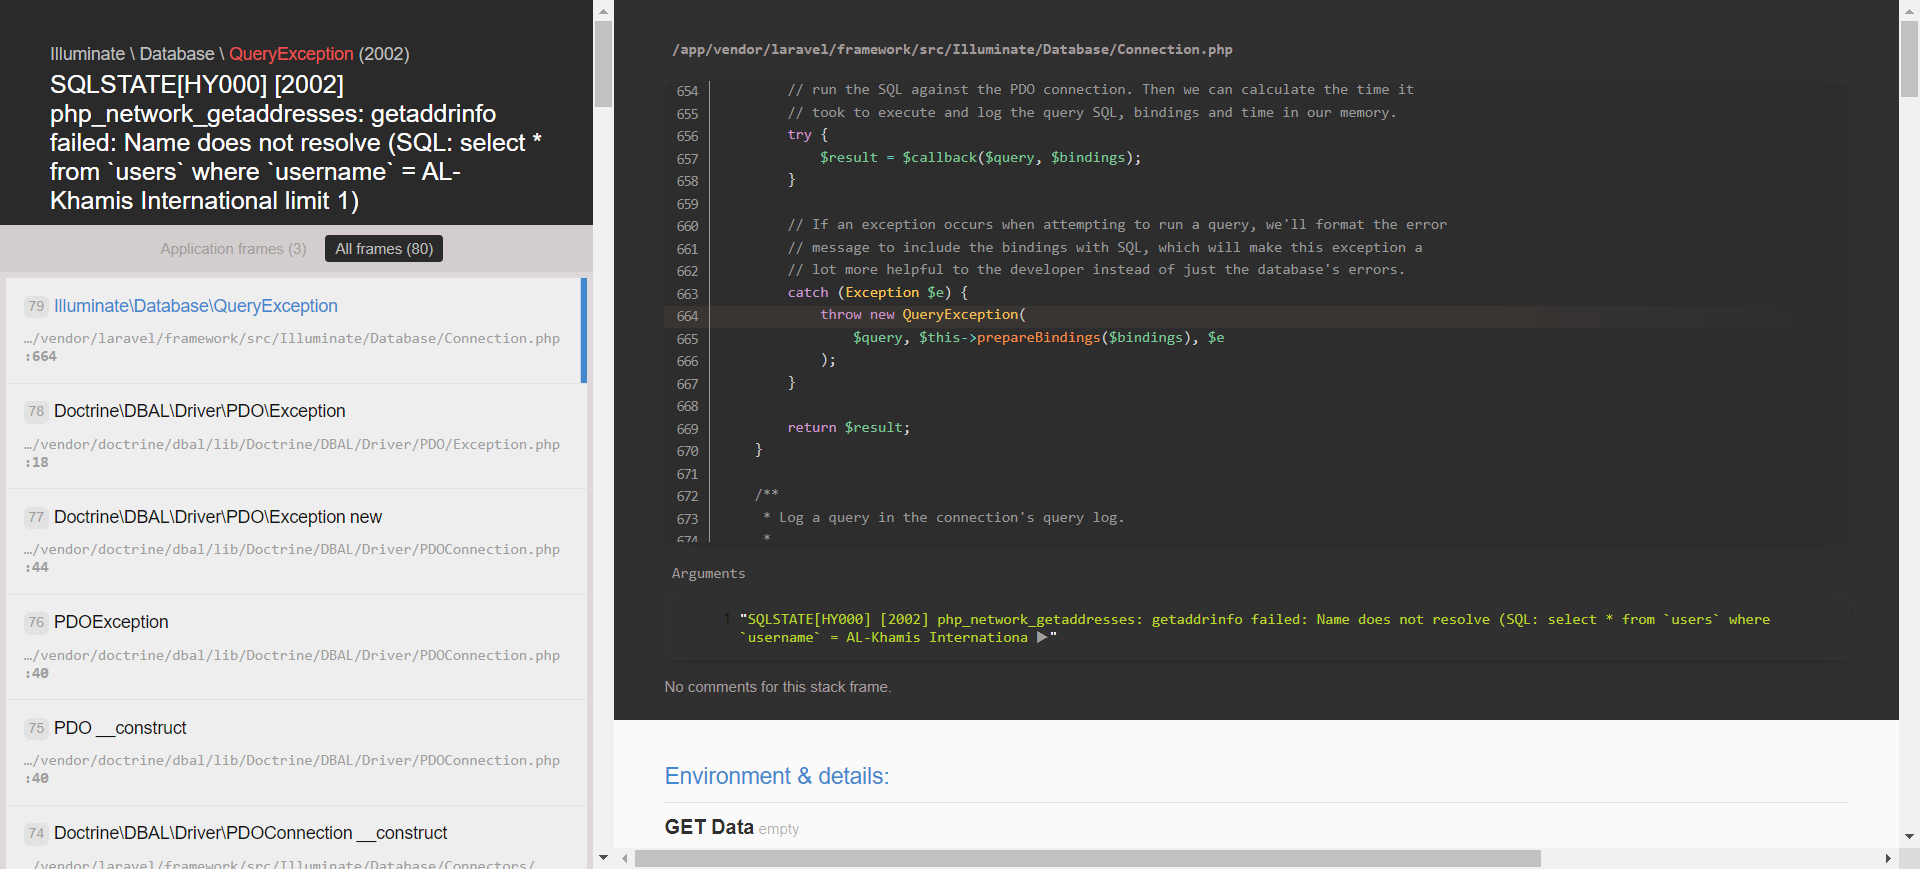 Illuminate \ Database \ QueryException (2002)
SQLSTATE[HY000] [2002]
php_network_getaddresses: getaddrinfo
failed: Name does not resolve (SQL: select *
from `users` where `username` = AL-
Khamis International limit 1)
Application frames (3)
All frames (80)
79 Illuminate\Database\QueryException
…/vendor/laravel/framework/src/Illuminate/Database/Connection.php
:664
78 Doctrine\DBAL\Driver\PDO\Exception
…/vendor/doctrine/dbal/lib/Doctrine/DBAL/Driver/PDO/Exception.php
:18
77 Doctrine\DBAL\Driver\PDO\Exception new
…/vendor/doctrine/dbal/lib/Doctrine/DBAL/Driver/PDOConnection.php
:44
76 PDOException
…/vendor/doctrine/dbal/lib/Doctrine/DBAL/Driver/PDOConnection.php
:40
75 PDO __construct
…/vendor/doctrine/dbal/lib/Doctrine/DBAL/Driver/PDOConnection.php
:40
74 Doctrine\DBAL\Driver\PDOConnection __construct
/vendor/laravel/framework/src/Illuminate/Database/Connectors/
/app/vendor/laravel/framework/src/Illuminate/Database/Connection.php
654 // run the SQL against the PDO connection. Then we can calculate the time it
655 // took to execute and log the query SQL, bindings and time in our memory.
656 try {
657 $result = $callback($query, $bindings);
658 }
659
660 // If an exception occurs when attempting to run a query, we'll format the error
661 // message to include the bindings with SQL, which will make this exception a
662 // lot more helpful to the developer instead of just the database's errors.
663 catch (Exception $e) {
664 throw new QueryException(
665 $query, $this->prepareBindings($bindings), $e
666 );
667 }
668
669 return $result;
670 }
671
672 /**
673 * Log a query in the connection's query log.
674 *
Arguments
1. "SQLSTATE[HY000] [2002] php_network_getaddresses: getaddrinfo failed: Name does not resolve (SQL: select * from `users` where
`username` = AL-Khamis Internationa ▶"
No comments for this stack frame.
Environment & details:
GET Data empty